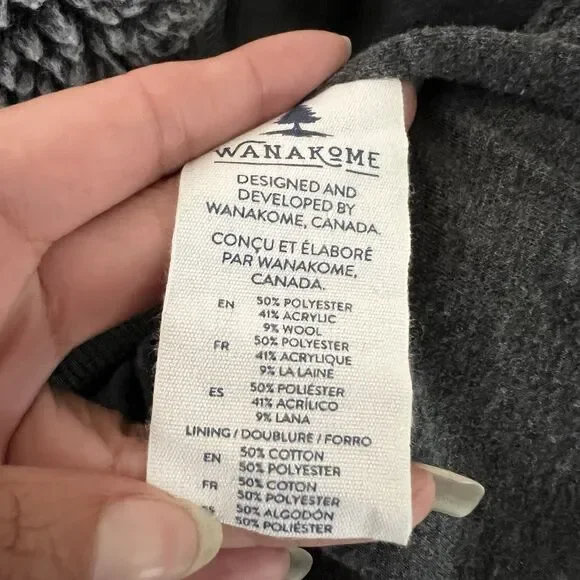 WANAKOME
DESIGNED AND
DEVELOPED BY
WANAKOME, CANADA.
CONÇU ET ÉLABORÉ
PAR WANAKOME,
CANADA.
EN 50% POLYESTER
41% ACRYLIC
9% WOOL
FR 50% POLYESTER
41% ACRYLIQUE
9% LA LAINE
ES 50% POLIÉSTER
41% ACRÍLICO
9% LANA
LINING / DOUBLURE / FORRO
EN 50% COTTON
50% POLYESTER
FR 50% COTON
50% POLYESTER
ES 50% ALGODÓN
50% POLIÉSTER